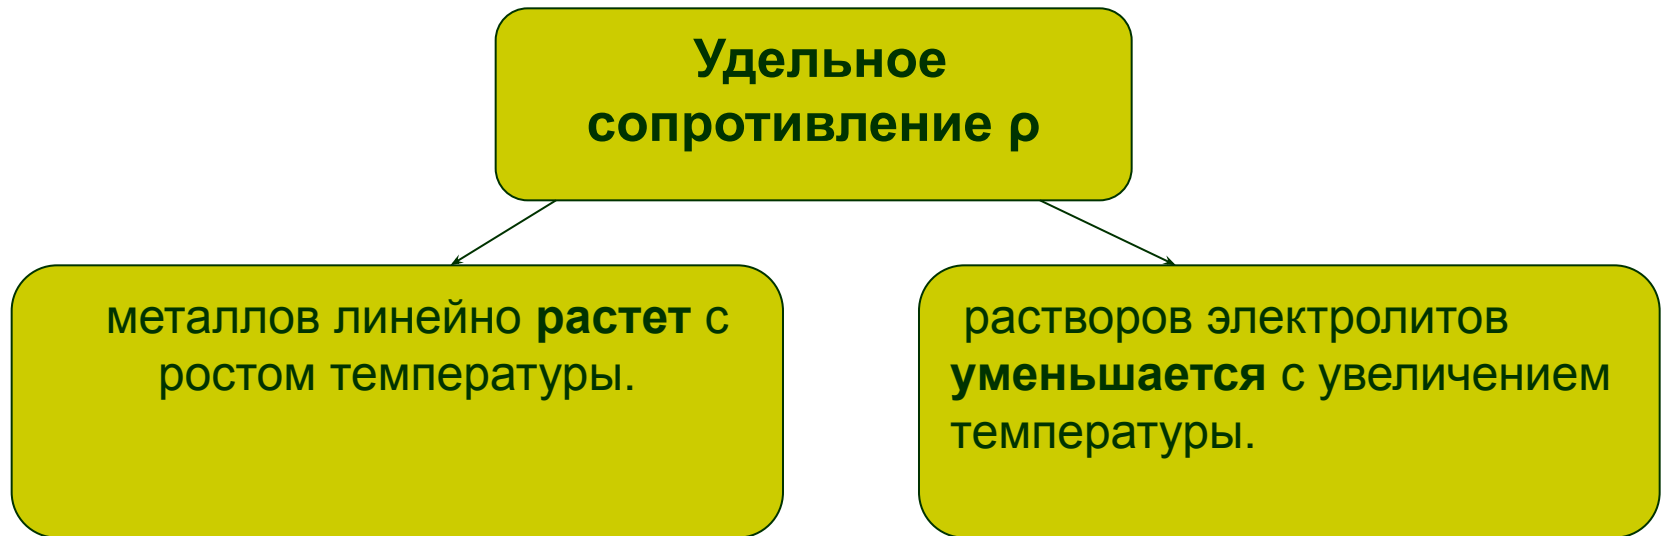 Удельное
сопротивление ρ
металлов линейно растет с
ростом температуры.
растворов электролитов
уменьшается с увеличением
температуры.